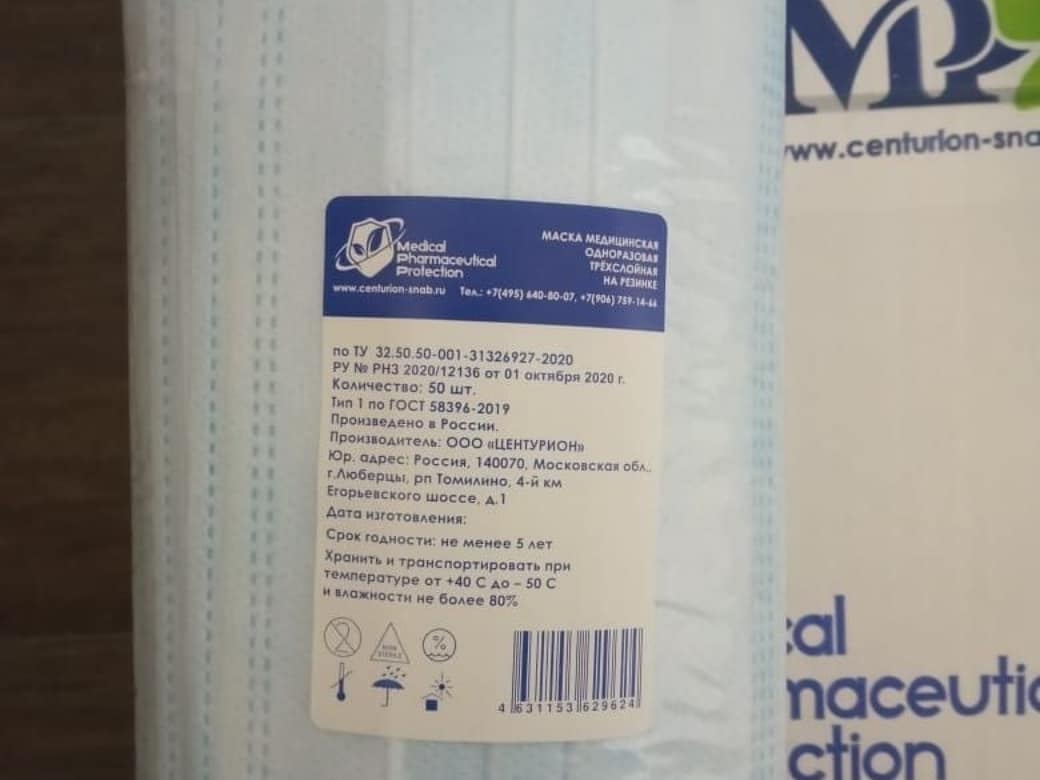 MP
www.centurion-sna
Medical
Pharmaceutical
Protection
МАСКА МЕДИЦИНСКАЯ
ОДНОРАЗОВАЯ
ТРЁХСЛОЙНАЯ
НА РЕЗИНКЕ
www.centurion-snab.ru Тел.: +7(495) 640-80-07, +7(906) 759-14-66
по ТУ 32.50.50-001-31326927-2020
РУ № РНЗ 2020/12136 от 01 октября 2020 г.
Количество: 50 шт.
Тип 1 по ГОСТ 58396-2019
Произведено в России.
Производитель: ООО «ЦЕНТУРИОН»
Юр. адрес: Россия, 140070, Московская обл.,
г.Люберцы, рп Томилино, 4-й км
Егорьевского шоссе, д.1
Дата изготовления:
Срок годности: не менее 5 лет
Хранить и транспортировать при
температуре от +40 С до – 50 С
и влажности не более 80%
2
NON
STERILE
%
4 631153 629624
cal
maceutic
ction